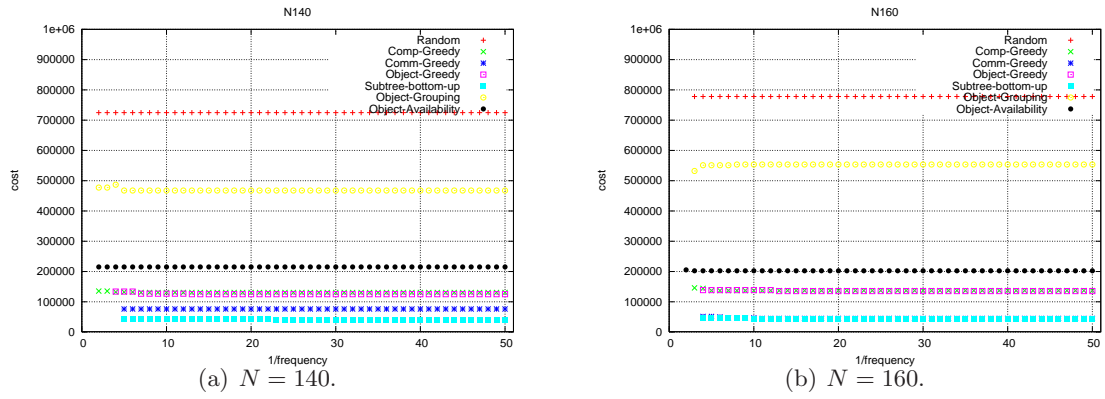 N140
1e+06
900000
800000
700000
600000
500000
400000
300000
200000
100000
0
cost
0 10 20 30 40 50
1/frequency
Random
Comp-Greedy
Comm-Greedy
Object-Greedy
Subtree-bottom-up
Object-Grouping
Object-Availability
(a) N = 140.
N160
1e+06
900000
800000
700000
600000
500000
400000
300000
200000
100000
0
cost
0 10 20 30 40 50
1/frequency
Random
Comp-Greedy
Comm-Greedy
Object-Greedy
Subtree-bottom-up
Object-Grouping
Object-Availability
(b) N = 160.